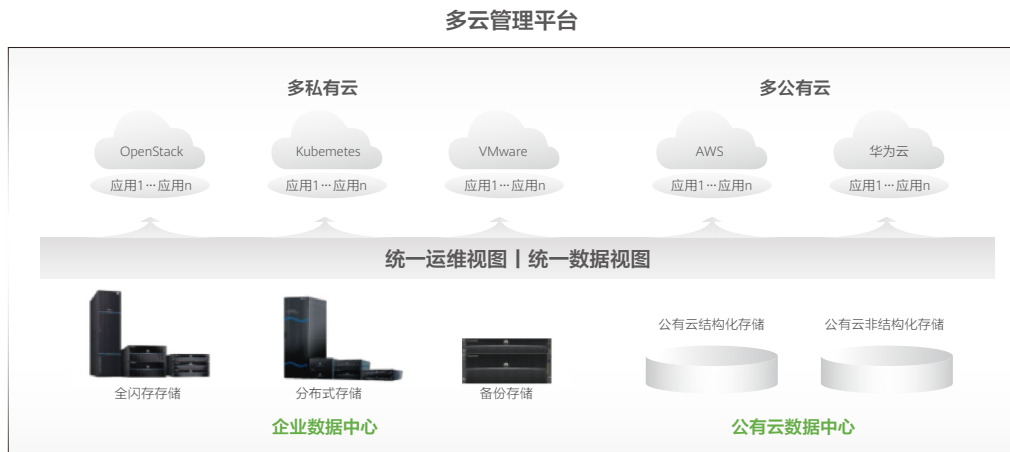 多云管理平台
多私有云 多公有云
OpenStack Kubemetes VMware AWS 华为云
应用1…应用n 应用1…应用n 应用1…应用n 应用1…应用n 应用1…应用n
统一运维视图丨统一数据视图
公有云结构化存储 公有云非结构化存储
全闪存存储 分布式存储 备份存储
企业数据中心 公有云数据中心